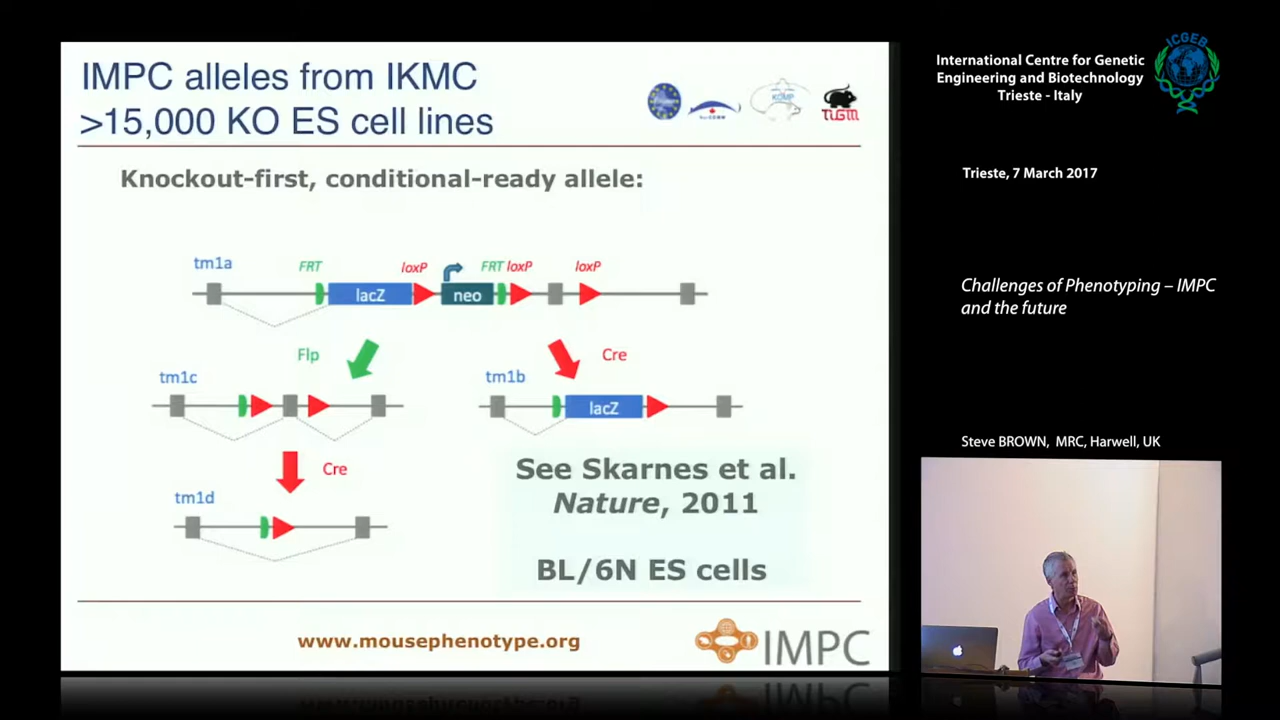 IMPC alleles from IKMC
>15,000 KO ES cell lines
KOMP
TIGM
Knockout-first, conditional-ready allele:
tm1a
FRT
loxP
FRT
loxP
loxP
lacZ
neo
Flp
Cre
tm1c
tm1b
lacZ
Cre
tm1d
See Skarnes et al.
Nature, 2011
BL/6N ES cells
www.mousephenotype.org
IMPC
International Centre for Genetic
Engineering and Biotechnology
Trieste - Italy
ICGEB
Trieste, 7 March 2017
Challenges of Phenotyping – IMPC
and the future
Steve BROWN, MRC, Harwell, UK